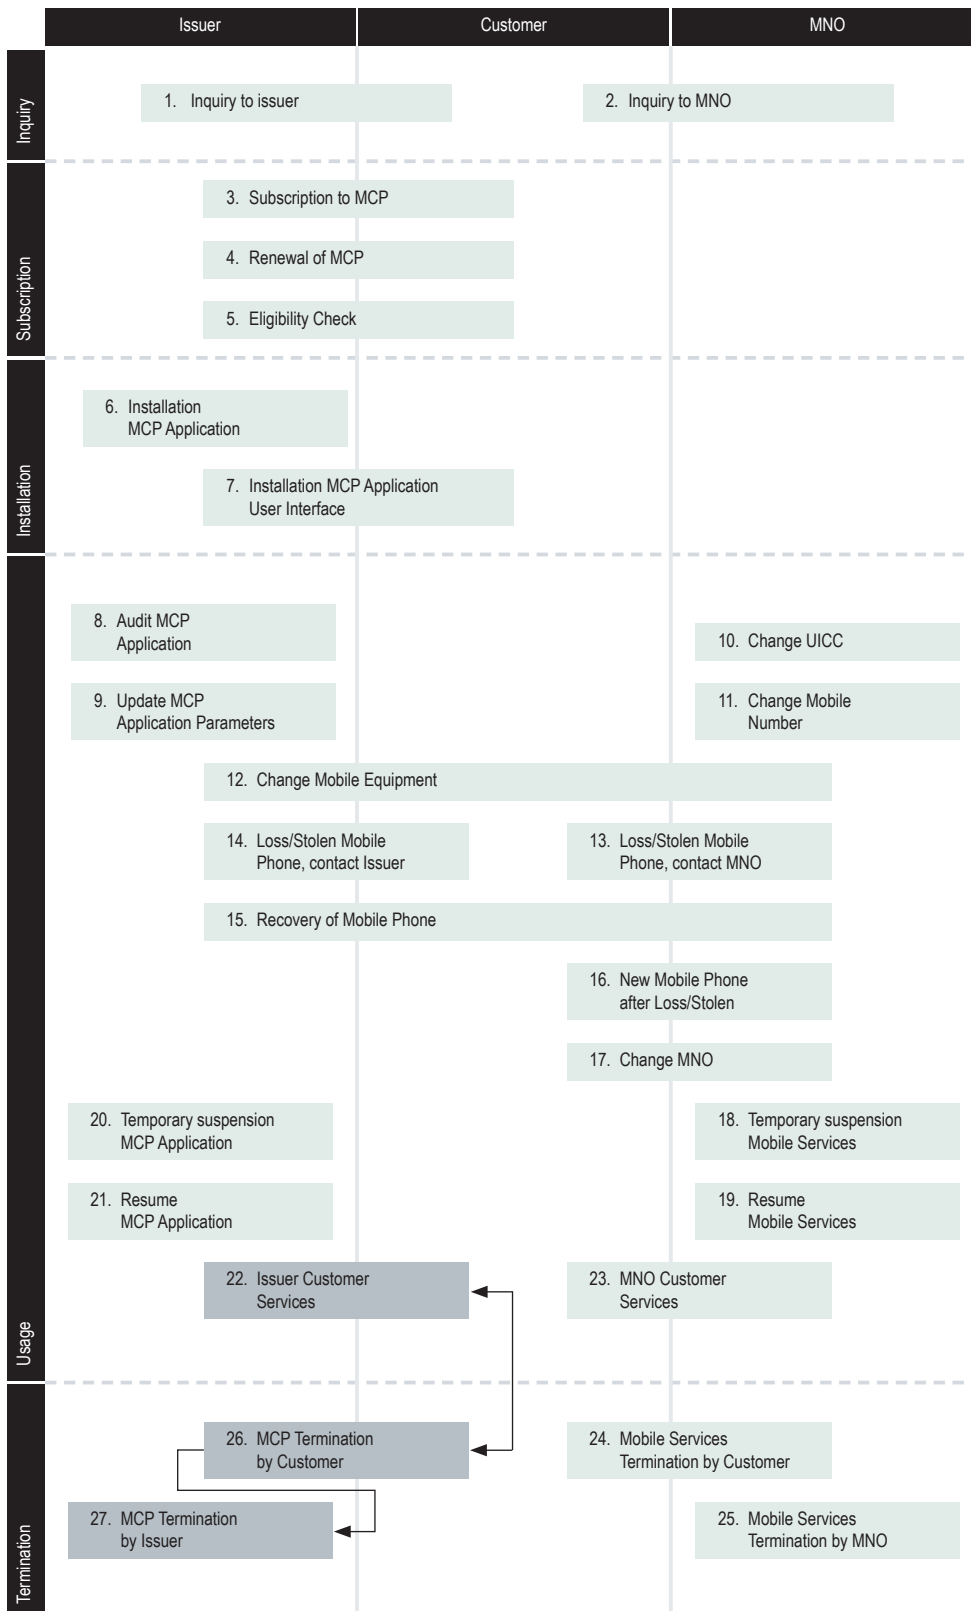 Issuer
Customer
MNO
Inquiry
1. Inquiry to issuer
2. Inquiry to MNO
Subscription
3. Subscription to MCP
4. Renewal of MCP
5. Eligibility Check
Installation
6. Installation
MCP Application
7. Installation MCP Application
User Interface
Usage
8. Audit MCP
Application
10. Change UICC
9. Update MCP
Application Parameters
11. Change Mobile
Number
12. Change Mobile Equipment
14. Loss/Stolen Mobile
Phone, contact Issuer
13. Loss/Stolen Mobile
Phone, contact MNO
15. Recovery of Mobile Phone
16. New Mobile Phone
after Loss/Stolen
17. Change MNO
20. Temporary suspension
MCP Application
18. Temporary suspension
Mobile Services
21. Resume
MCP Application
19. Resume
Mobile Services
22. Issuer Customer
Services
23. MNO Customer
Services
Termination
26. MCP Termination
by Customer
24. Mobile Services
Termination by Customer
27. MCP Termination
by Issuer
25. Mobile Services
Termination by MNO